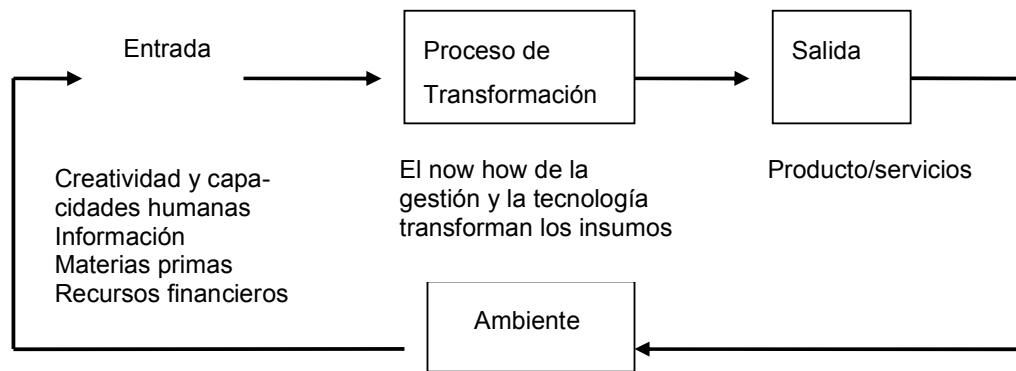 Entrada
Proceso de
Transformación
Salida
Creatividad y capa-
cidades humanas
Información
Materias primas
Recursos financieros
El now how de la
gestión y la tecnología
transforman los insumos
Producto/servicios
Ambiente